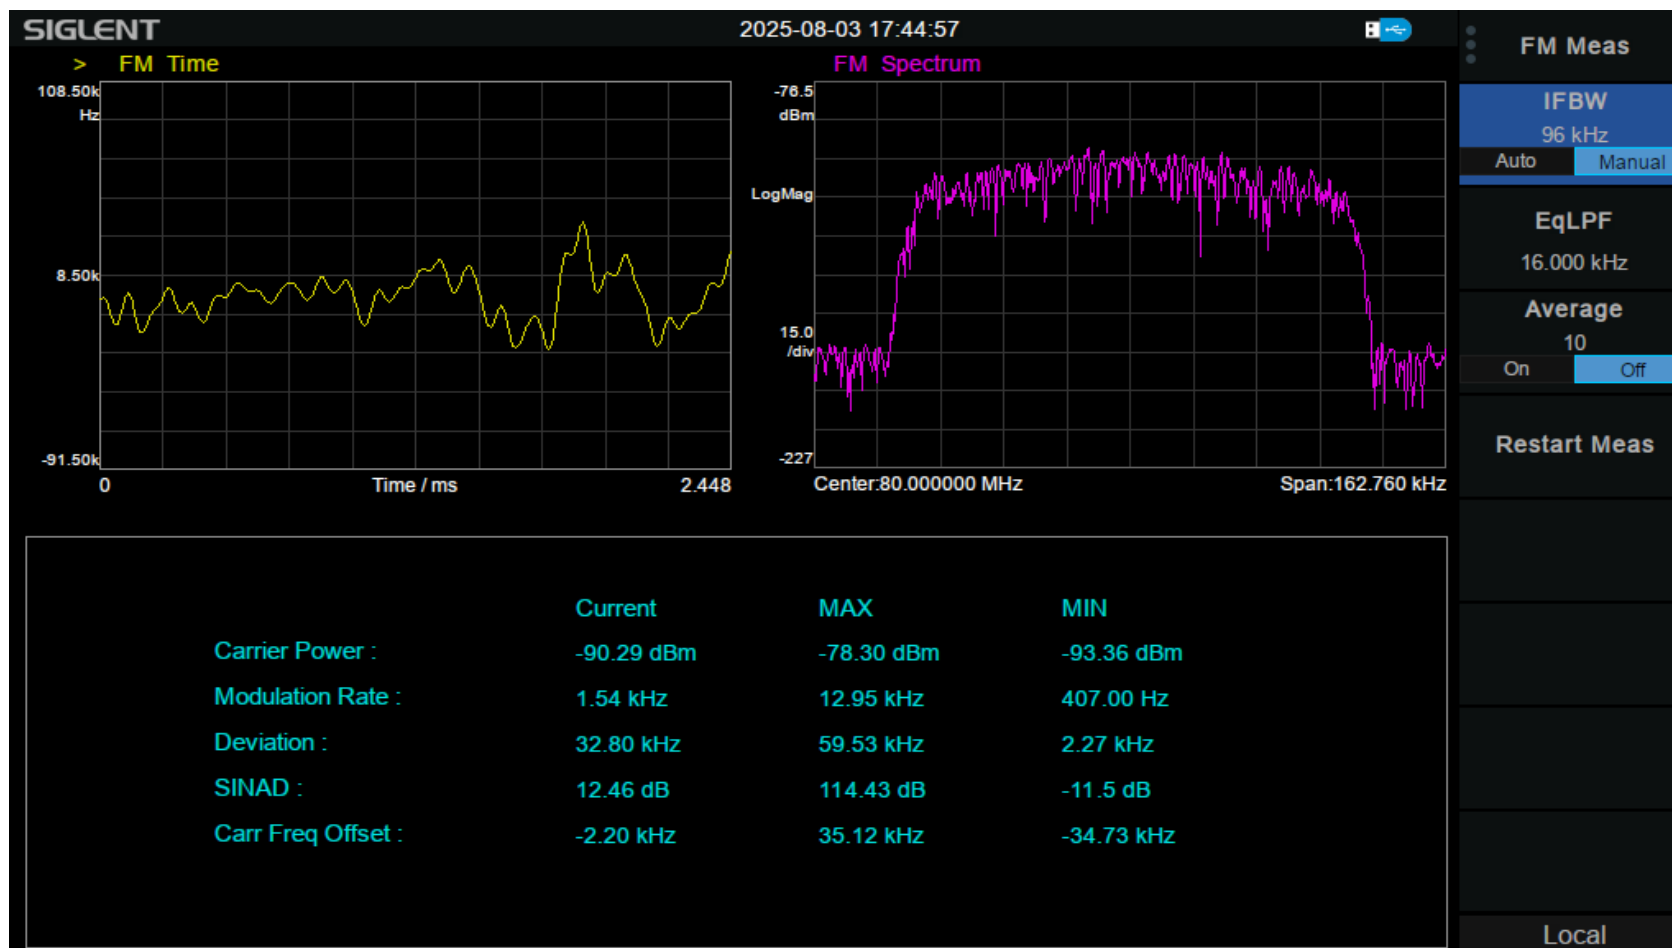 SIGLENT 2025-08-03 17:44:57
> FM Time
108.50k
Hz
8.50k
-91.50k
0 Time / ms 2.448
FM Spectrum
-76.5
dBm
LogMag
15.0
/div
-227
Center:80.000000 MHz Span:162.760 kHz
Current MAX MIN
Carrier Power : -90.29 dBm -78.30 dBm -93.36 dBm
Modulation Rate : 1.54 kHz 12.95 kHz 407.00 Hz
Deviation : 32.80 kHz 59.53 kHz 2.27 kHz
SINAD : 12.46 dB 114.43 dB -11.5 dB
Carr Freq Offset : -2.20 kHz 35.12 kHz -34.73 kHz
FM Meas
IFBW
96 kHz
Auto Manual
EqLPF
16.000 kHz
Average
10
On Off
Restart Meas
Local